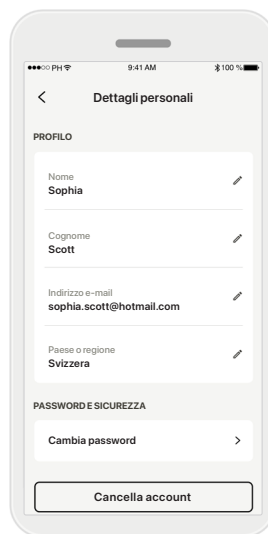 ●●●○○ PH 9:41 AM 100 %
Dettagli personali
PROFILO
Nome
Sophia
Cognome
Scott
Indirizzo e-mail
sophia.scott@hotmail.com
Paese o regione
Svizzera
PASSWORD E SICUREZZA
Cambia password
Cancella account